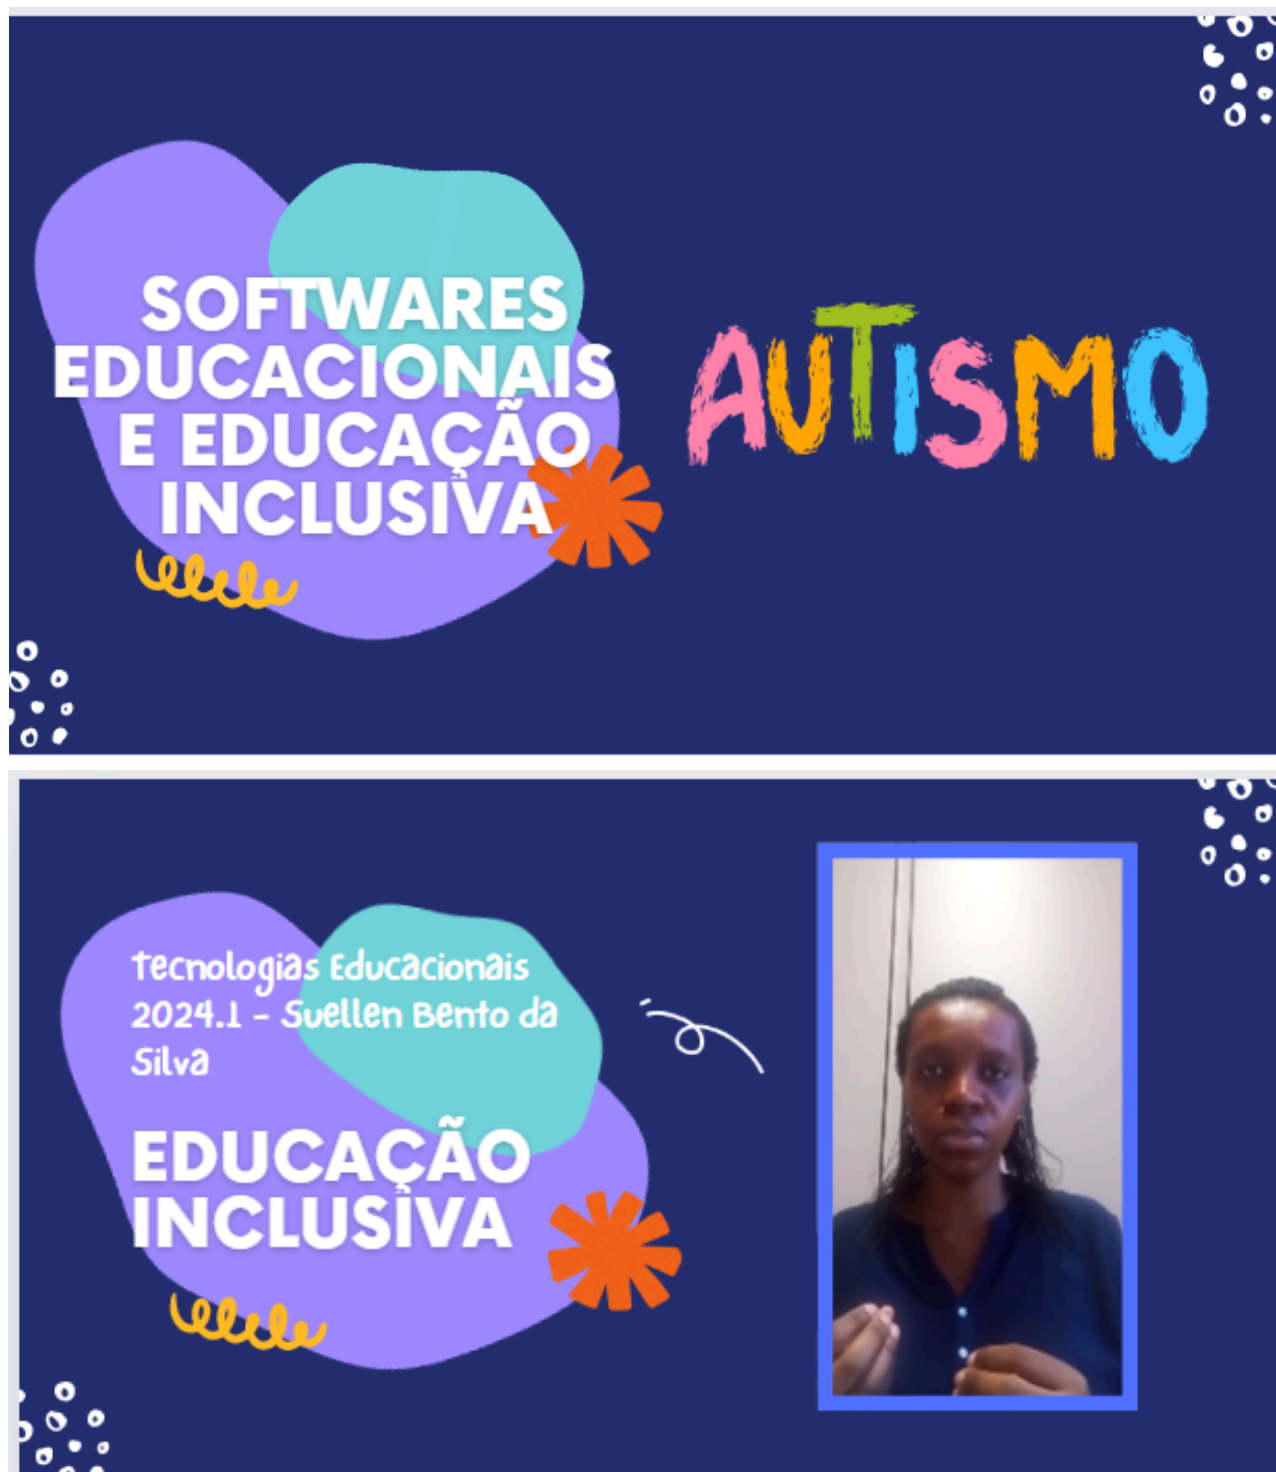 SOFTWARES
EDUCACIONAIS
E EDUCAÇÃO
INCLUSIVA
AUTISMO
Tecnologias Educacionais
2024.1 - Suellen Bento da
Silva
EDUCAÇÃO
INCLUSIVA